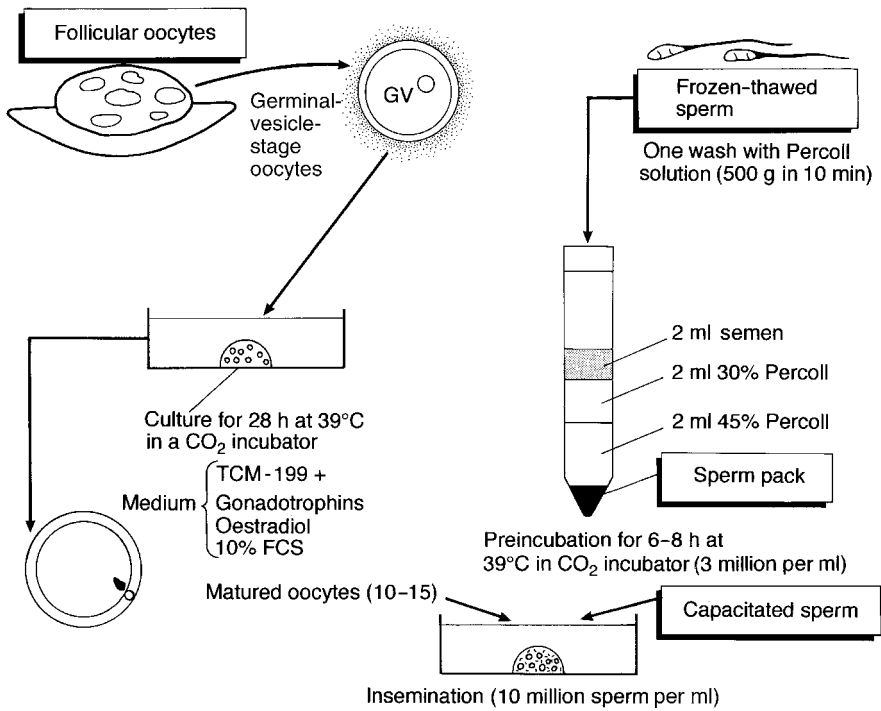 Follicular oocytes
GV
Germinal-
vesicle-
stage
oocytes
Frozen-thawed
sperm
One wash with Percoll
solution (500 g in 10 min)
2 ml semen
2 ml 30% Percoll
2 ml 45% Percoll
Sperm pack
Culture for 28 h at 39°C
in a CO₂ incubator
Medium
TCM-199 +
Gonadotrophins
Oestradiol
10% FCS
Preincubation for 6–8 h at
39°C in CO₂ incubator (3 million per ml)
Matured oocytes (10–15)
Capacitated sperm
Insemination (10 million sperm per ml)